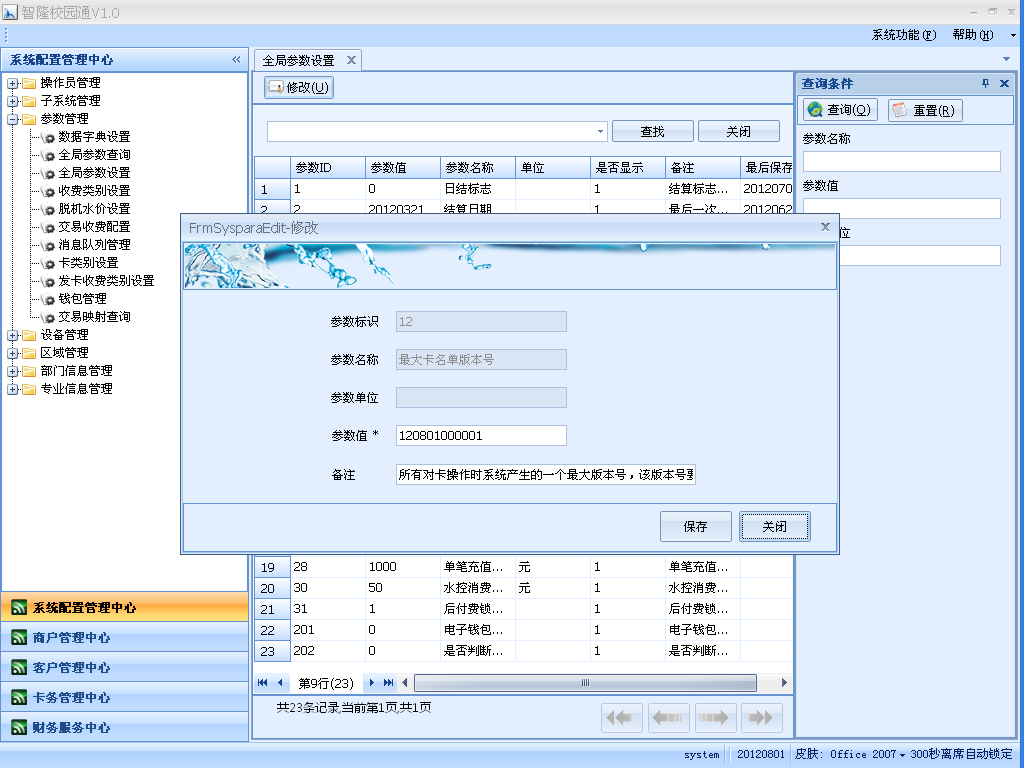 智隆校园通V1.0
系统功能(F) 帮助(H)
系统配置管理中心
操作员管理
子系统管理
参数管理
数据字典设置
全局参数查询
全局参数设置
收费类别设置
脱机水价设置
交易收费配置
消息队列管理
卡类别设置
发卡收费类别设置
钱包管理
交易映射查询
设备管理
区域管理
部门信息管理
专业信息管理
系统配置管理中心
商户管理中心
客户管理中心
卡务管理中心
财务服务中心
全局参数设置
修改(U)
查找 关闭
参数ID 参数值 参数名称 单位 是否显示 备注 最后保存
1 1 0 日结标志 1 结算标志... 2012070
2 2 20120321 结算日期 1 最后一次... 2012062
FrmSysparaEdit-修改
参数标识 12
参数名称 最大卡名单版本号
参数单位
参数值 * 120801000001
备注 所有对卡操作时系统产生的一个最大版本号，该版本号要
保存 关闭
19 28 1000 单笔充值... 元 1 单笔充值...
20 30 50 水控消费... 元 1 水控消费...
21 31 1 后付费锁... 1 后付费锁...
22 201 0 电子钱包... 1 电子钱包...
23 202 0 是否判断... 1 是否判断...
第9行(23)
共23条记录,当前第1页,共1页
查询条件
查询(Q) 重置(R)
参数名称
参数值
位
system 20120801 皮肤: Office 2007 300秒离席自动锁定